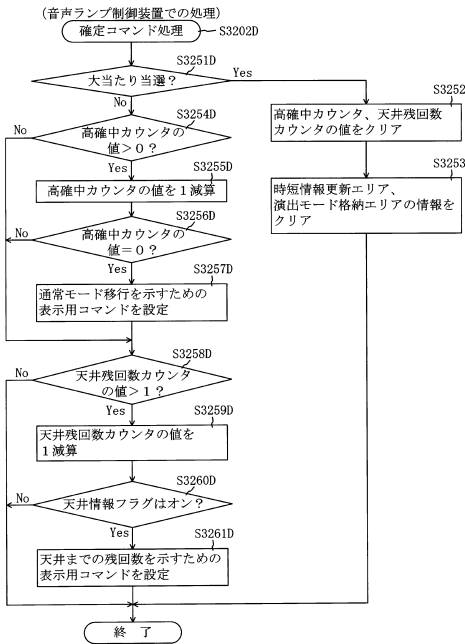 (音声ランプ制御装置での処理)
確定コマンド処理
S3202D
S3251D
大当たり当選？
Yes
No
S3252
高確中カウンタ、天井残回数
カウンタの値をクリア
S3253
時短情報更新エリア、
演出モード格納エリアの情報を
クリア
S3254D
高確中カウンタの
値＞０？
No
Yes
S3255D
高確中カウンタの値を１減算
S3256D
高確中カウンタの
値＝０？
No
Yes
S3257D
通常モード移行を示すための
表示用コマンドを設定
S3258D
天井残回数カウンタ
の値＞１？
No
Yes
S3259D
天井残回数カウンタの値を
１減算
S3260D
天井情報フラグはオン？
No
Yes
S3261D
天井までの残回数を示すための
表示用コマンドを設定
終 了